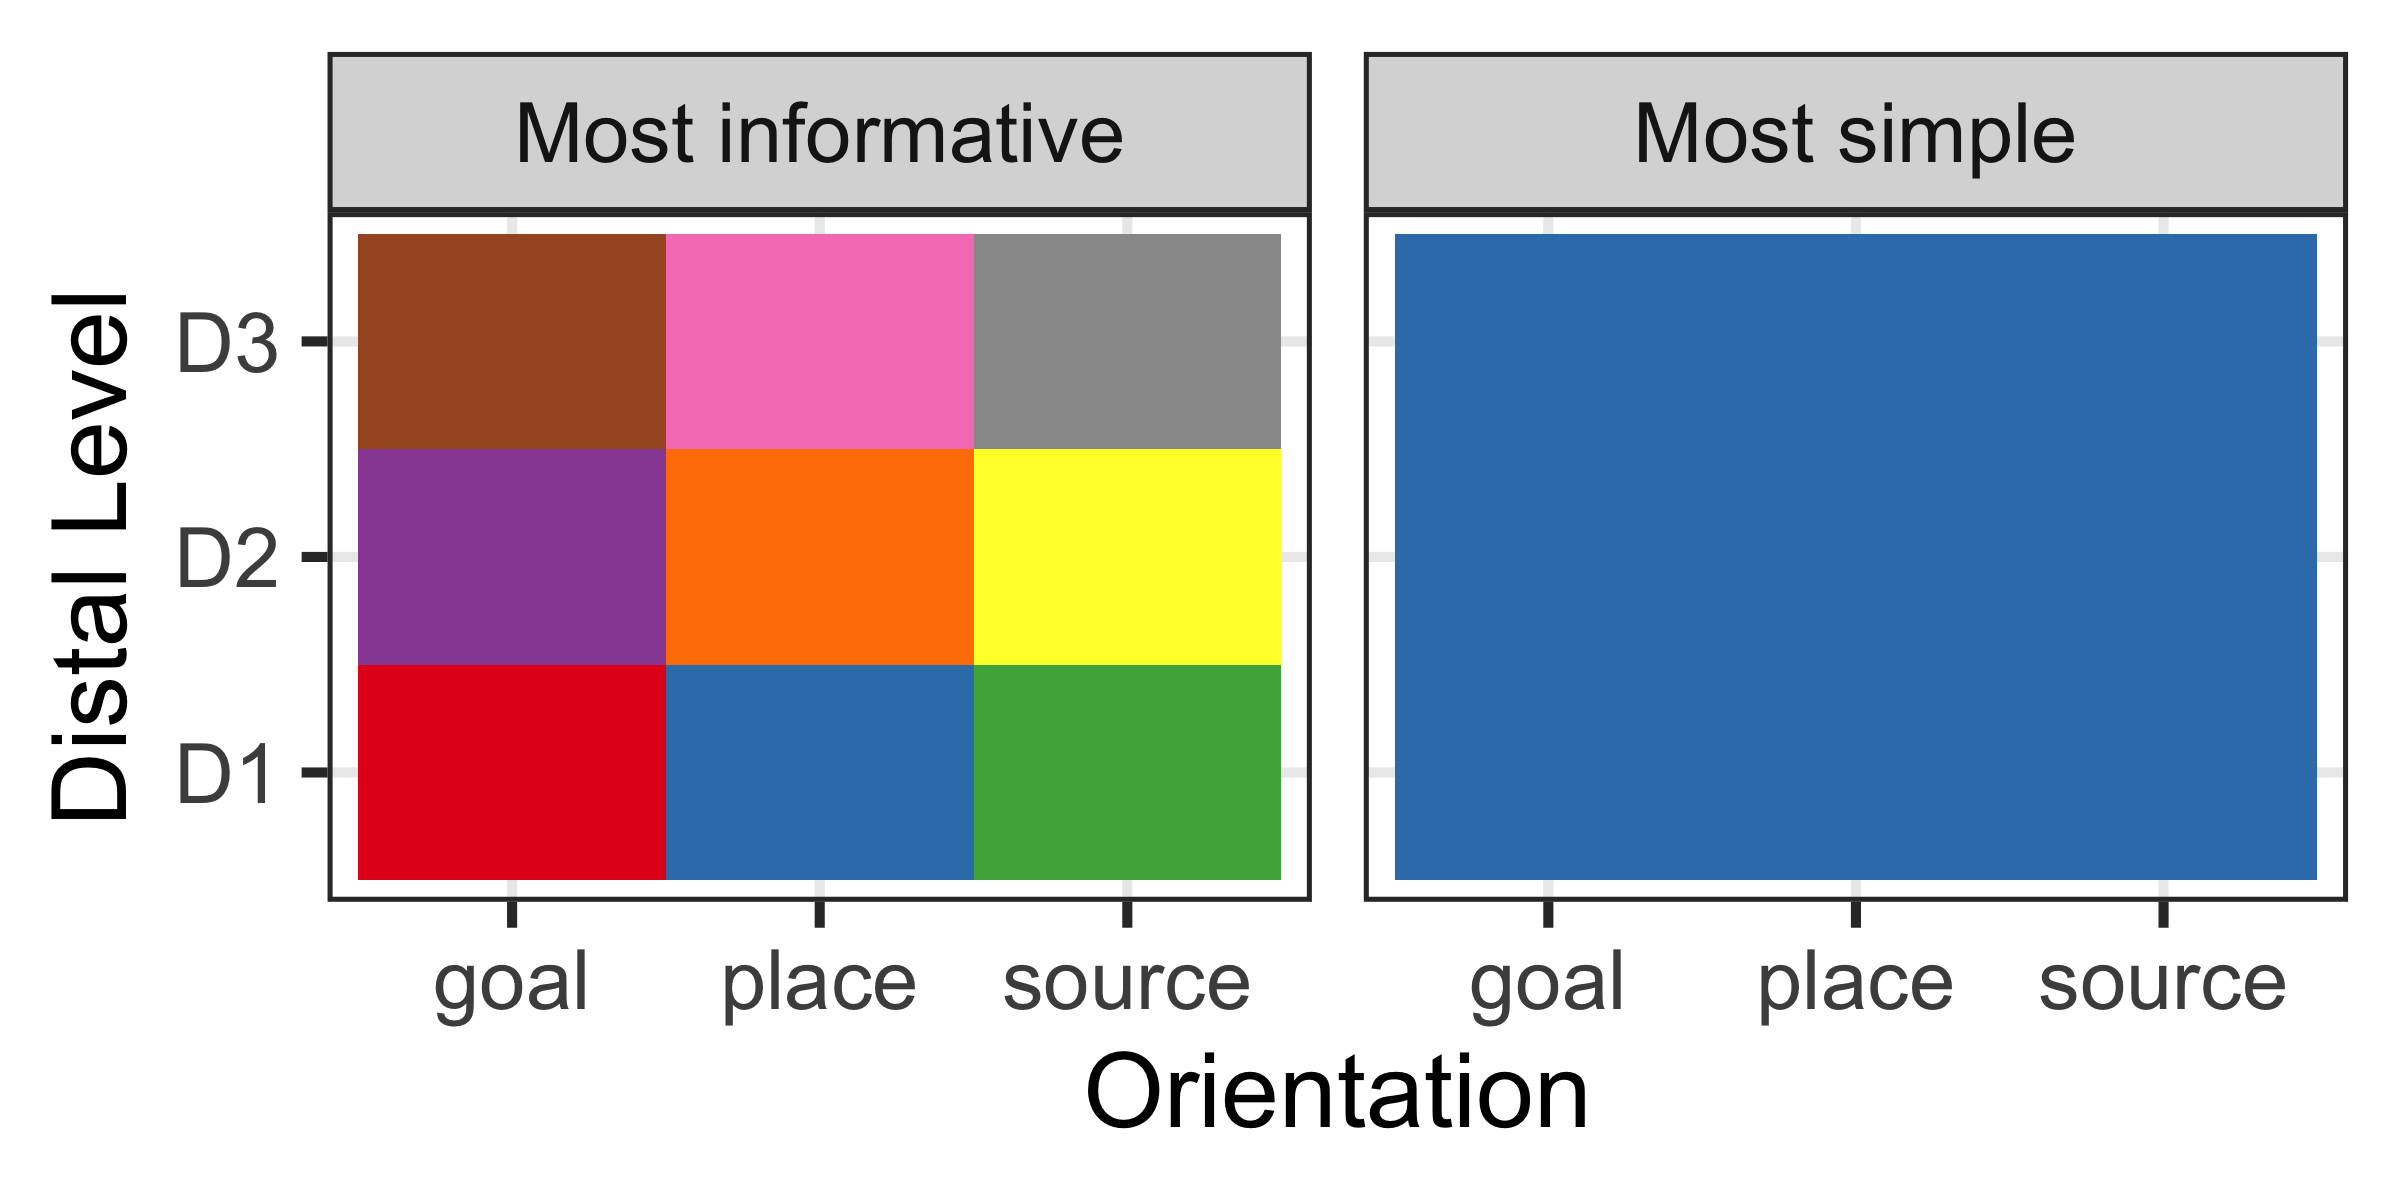 Most informative
Most simple
Distal Level
D3
D2
D1
goal place source
goal place source
Orientation